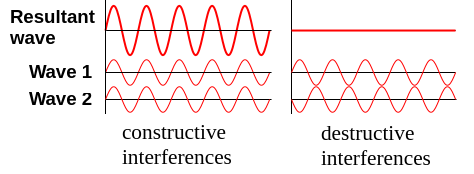 Resultant
wave
Wave 1
Wave 2
constructive
interferences
destructive
interferences